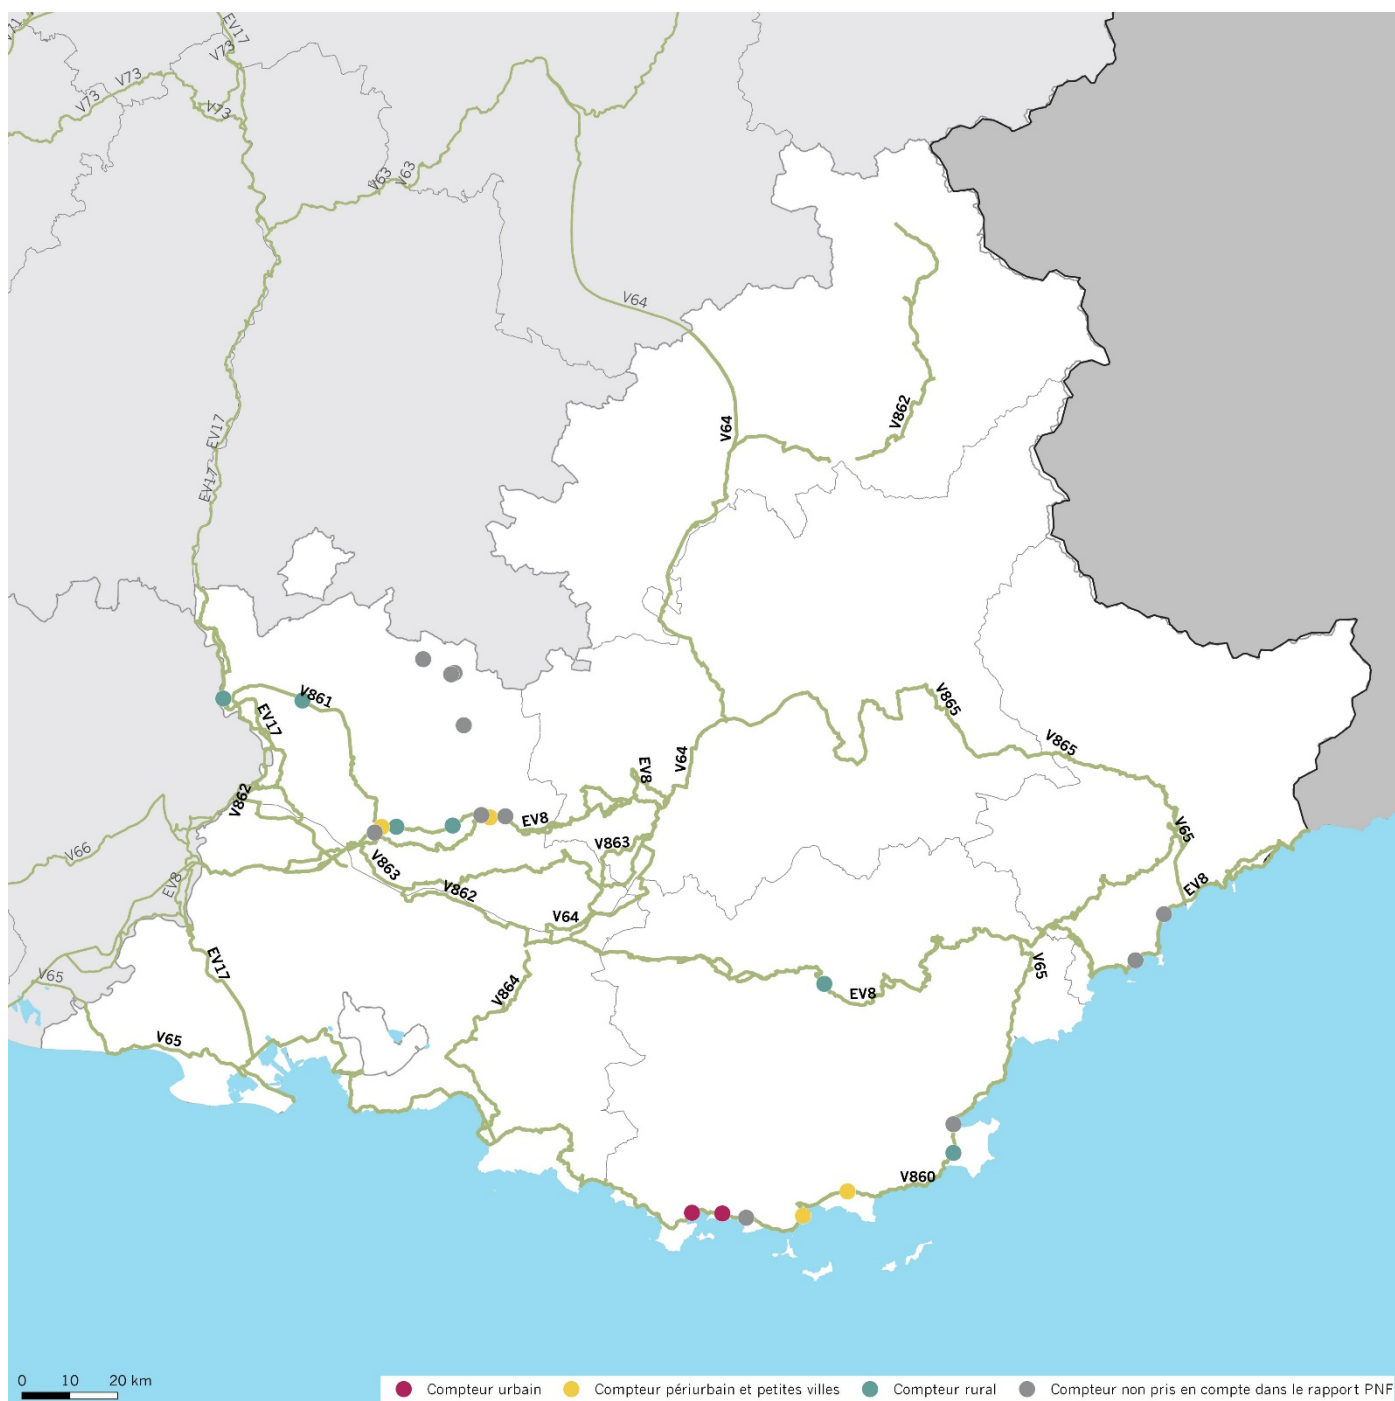 EV17
V73
V73
V73
V73
V63
V63
V64
EV17
EV17
V64
V862
V861
EV17
V862
V865
V865
V64
EV8
EV8
V863
V863
V862
V64
V66
EV8
V65
EV17
V65
V864
EV8
V65
V65
EV8
V860
0 10 20 km
Compteur urbain
Compteur périurbain et petites villes
Compteur rural
Compteur non pris en compte dans le rapport PNF